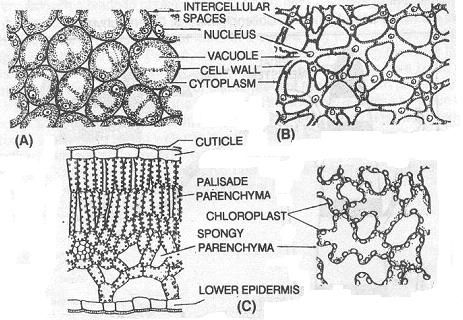 INTERCELLULAR
SPACES
NUCLEUS
VACUOLE
CELL WALL
CYTOPLASM
(A)
(B)
CUTICLE
PALISADE
PARENCHYMA
CHLOROPLAST
SPONGY
PARENCHYMA
LOWER EPIDERMIS
(C)